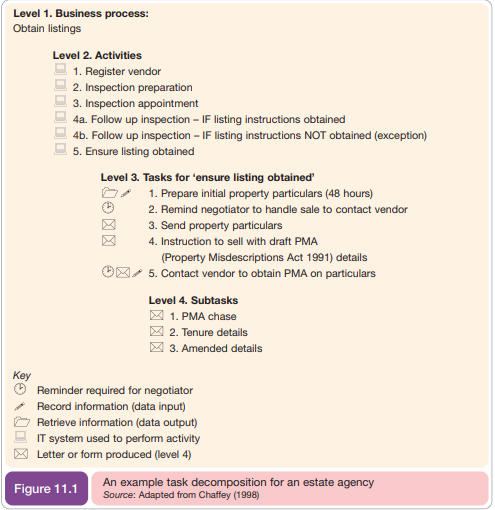 Level 1. Business process:
Obtain listings
Level 2. Activities
1. Register vendor
2. Inspection preparation
3. Inspection appointment
4a. Follow up inspection – IF listing instructions obtained
4b. Follow up inspection – IF listing instructions NOT obtained (exception)
5. Ensure listing obtained
Level 3. Tasks for ‘ensure listing obtained’
1. Prepare initial property particulars (48 hours)
2. Remind negotiator to handle sale to contact vendor
3. Send property particulars
4. Instruction to sell with draft PMA
(Property Misdescriptions Act 1991) details
5. Contact vendor to obtain PMA on particulars
Level 4. Subtasks
1. PMA chase
2. Tenure details
3. Amended details
Key
Reminder required for negotiator
Record information (data input)
Retrieve information (data output)
IT system used to perform activity
Letter or form produced (level 4)
Figure 11.1
An example task decomposition for an estate agency
Source: Adapted from Chaffey (1998)